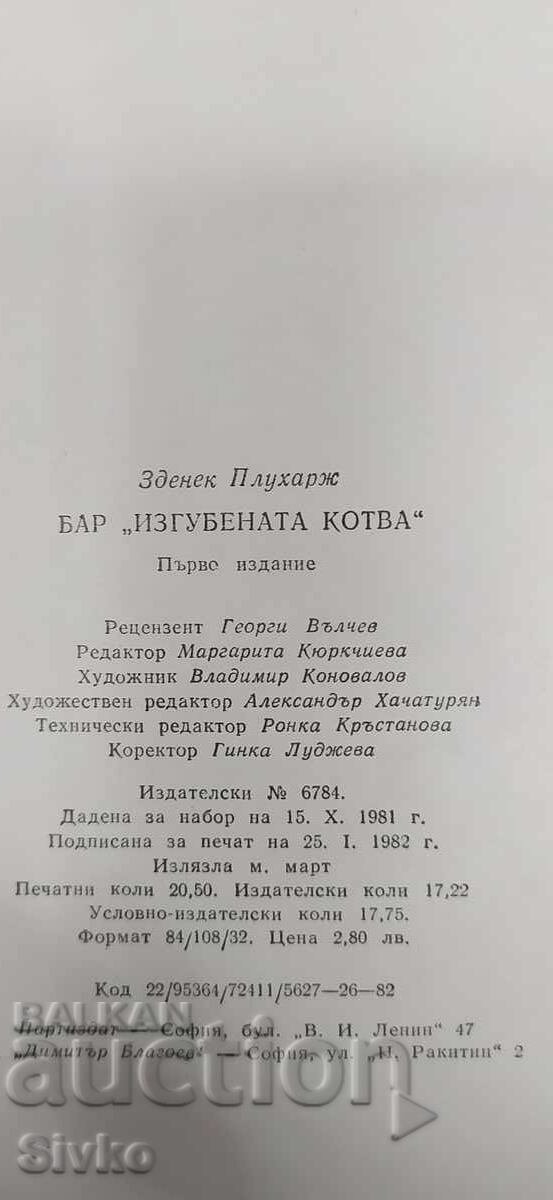 Зденек Плухарж
БАР „ИЗГУБЕНАТА КОТВА“
Първо издание
Рецензент Георги Вълчев
Редактор Маргарита Кюркчиева
Художник Владимир Коновалов
Художествен редактор Александър Хачатурян
Технически редактор Ронка Кръстанова
Коректор Гинка Луджева
Издателски № 6784.
Дадена за набор на 15. X. 1981 г.
Подписана за печат на 25. I. 1982 г.
Излязла м. март
Печатни коли 20,50. Издателски коли 17,22
Условно-издателски коли 17,75.
Формат 84/108/32. Цена 2,80 лв.
Код 22/95364/72411/5627—26—82
Партиздат — София, бул. „В. И. Ленин“ 47
„Димитър Благоев“ — София, ул. „Н. Ракитин“ 2
BALKAN
auction
Sivko